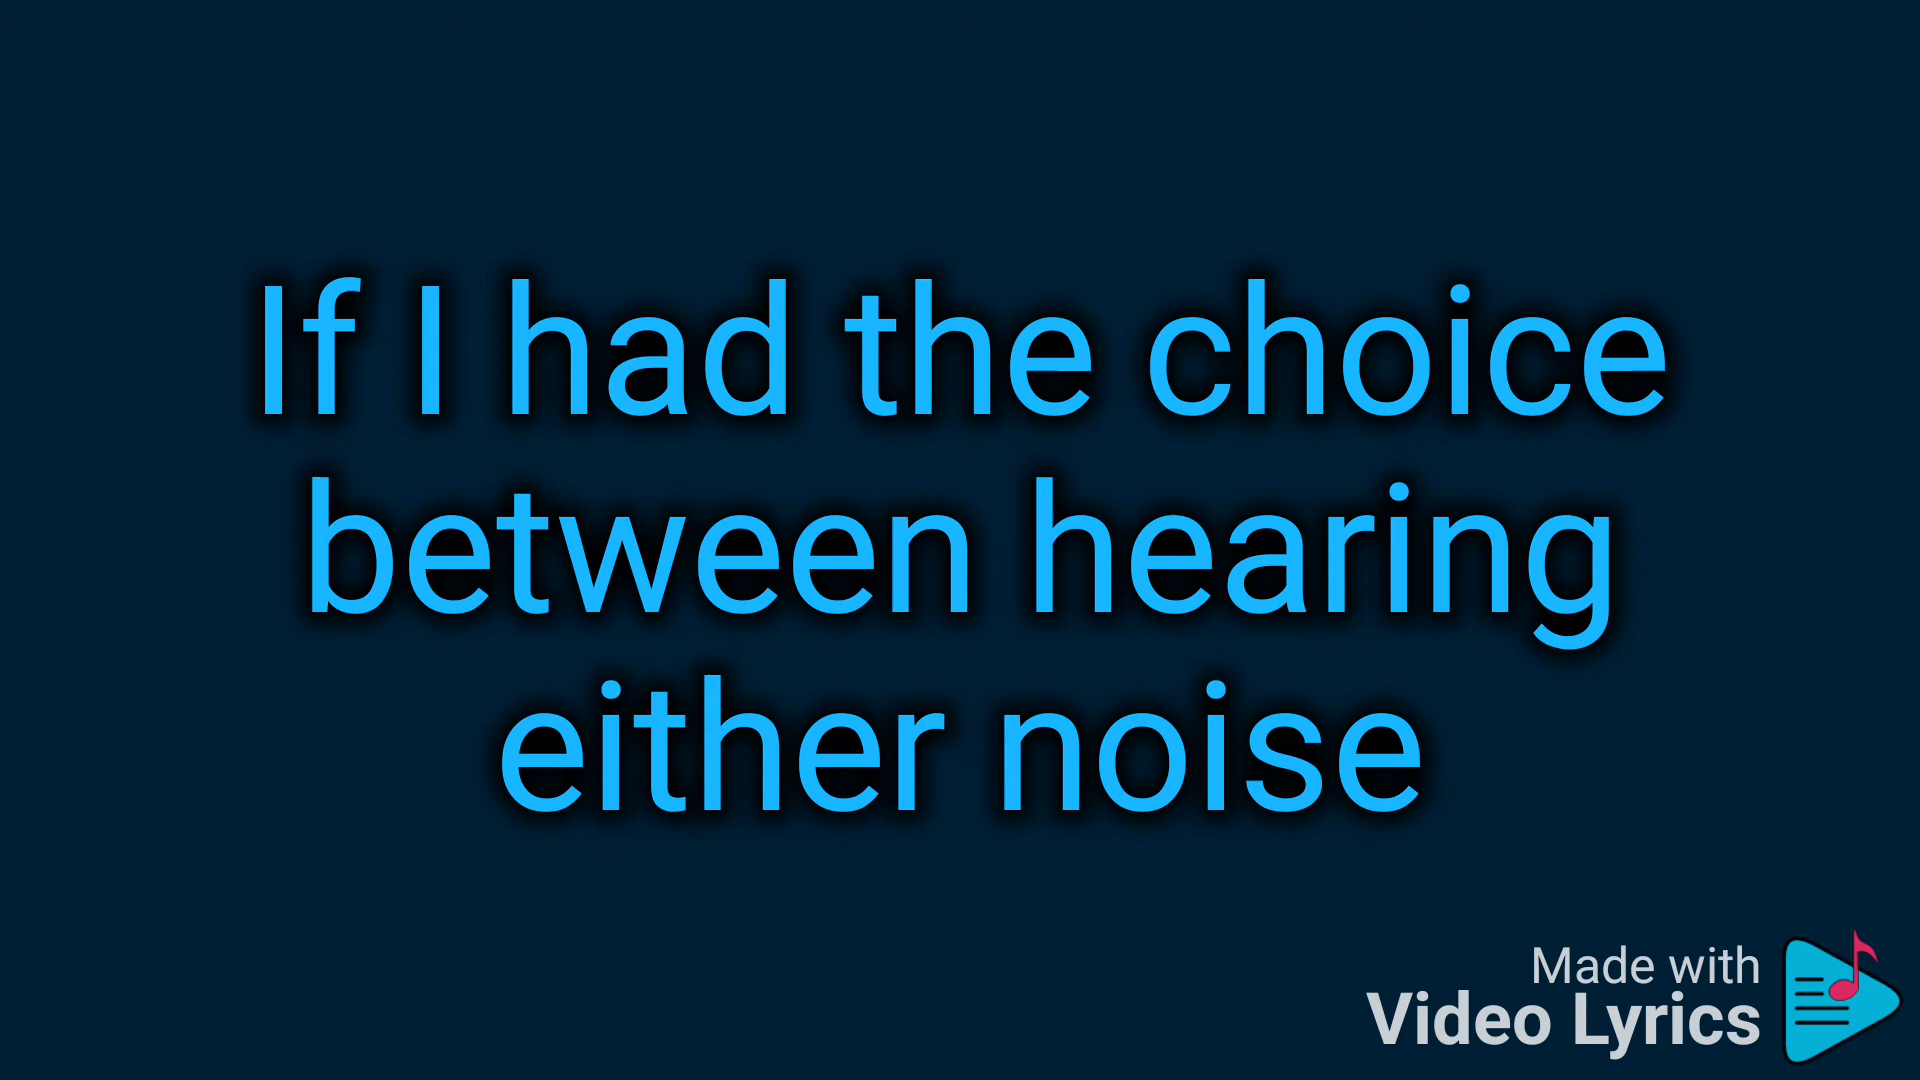 If I had the choice
between hearing
either noise
Made with
Video Lyrics